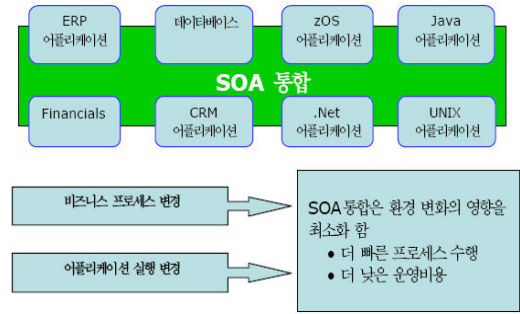 ERP
어플리케이션
데이타베이스
zOS
어플리케이션
Java
어플리케이션
SOA 통합
Financials
CRM
어플리케이션
.Net
어플리케이션
UNIX
어플리케이션
비즈니스 프로세스 변경
어플리케이션 실행 변경
SOA통합은 환경 변화의 영향을
최소화 함
• 더 빠른 프로세스 수행
• 더 낮은 운영비용